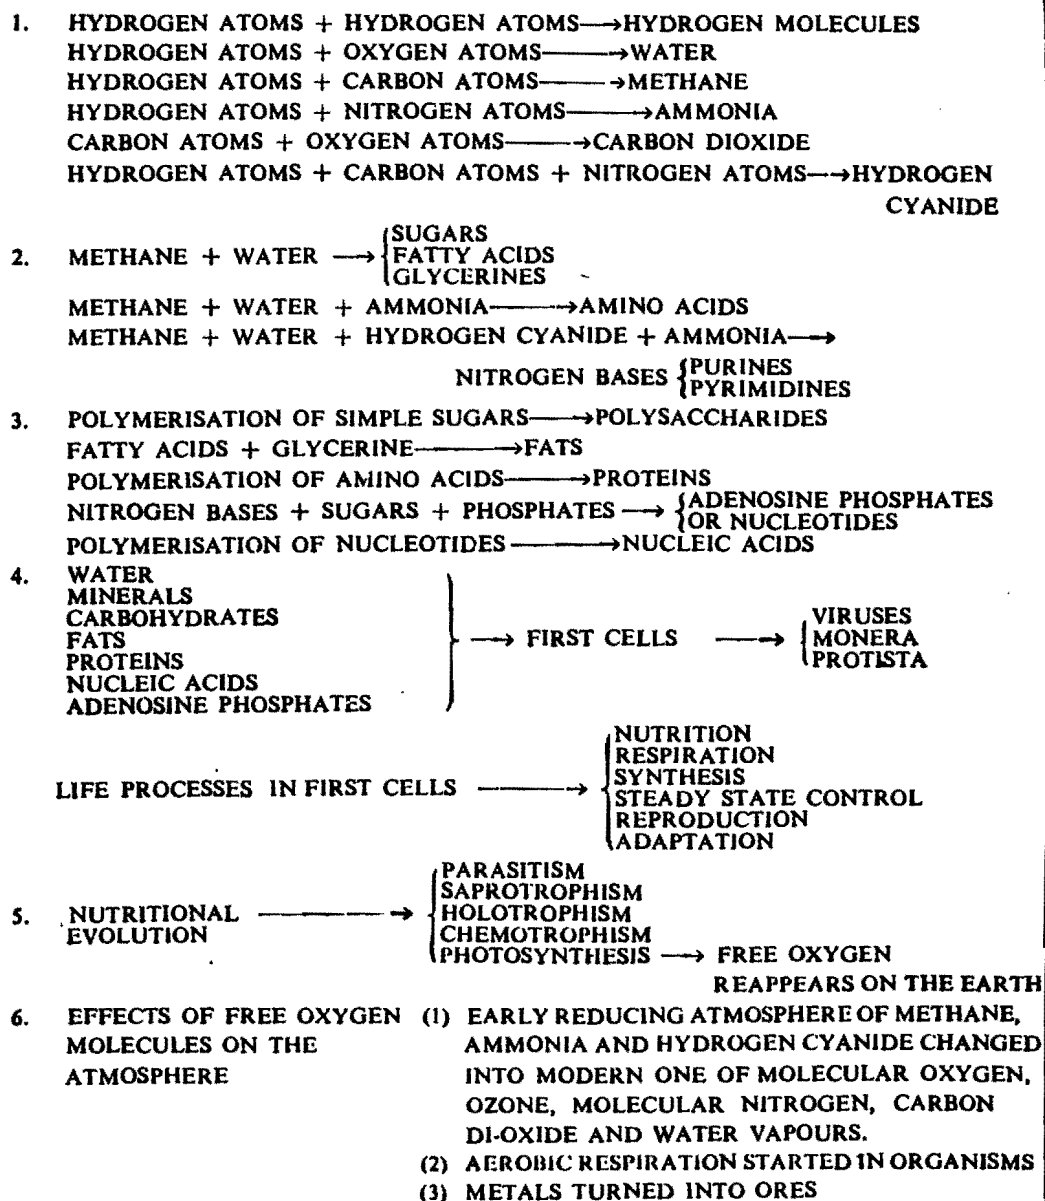 1. HYDROGEN ATOMS + HYDROGEN ATOMS⟶HYDROGEN MOLECULES
HYDROGEN ATOMS + OXYGEN ATOMS⟶WATER
HYDROGEN ATOMS + CARBON ATOMS⟶METHANE
HYDROGEN ATOMS + NITROGEN ATOMS⟶AMMONIA
CARBON ATOMS + OXYGEN ATOMS⟶CARBON DIOXIDE
HYDROGEN ATOMS + CARBON ATOMS + NITROGEN ATOMS⟶HYDROGEN
CYANIDE
2. METHANE + WATER ⟶
SUGARS
FATTY ACIDS
GLYCERINES
METHANE + WATER + AMMONIA⟶AMINO ACIDS
METHANE + WATER + HYDROGEN CYANIDE + AMMONIA⟶
NITROGEN BASES
PURINES
PYRIMIDINES
3. POLYMERISATION OF SIMPLE SUGARS⟶POLYSACCHARIDES
FATTY ACIDS + GLYCERINE⟶FATS
POLYMERISATION OF AMINO ACIDS⟶PROTEINS
NITROGEN BASES + SUGARS + PHOSPHATES ⟶
ADENOSINE PHOSPHATES
OR NUCLEOTIDES
POLYMERISATION OF NUCLEOTIDES⟶NUCLEIC ACIDS
4. WATER
MINERALS
CARBOHYDRATES
FATS
PROTEINS
NUCLEIC ACIDS
ADENOSINE PHOSPHATES
⟶ FIRST CELLS ⟶
VIRUSES
MONERA
PROTISTA
LIFE PROCESSES IN FIRST CELLS ⟶
NUTRITION
RESPIRATION
SYNTHESIS
STEADY STATE CONTROL
REPRODUCTION
ADAPTATION
5. NUTRITIONAL
EVOLUTION
⟶
PARASITISM
SAPROTROPHISM
HOLOTROPHISM
CHEMOTROPHISM
PHOTOSYNTHESIS ⟶ FREE OXYGEN
REAPPEARS ON THE EARTH
6. EFFECTS OF FREE OXYGEN
MOLECULES ON THE
ATMOSPHERE
(1) EARLY REDUCING ATMOSPHERE OF METHANE,
AMMONIA AND HYDROGEN CYANIDE CHANGED
INTO MODERN ONE OF MOLECULAR OXYGEN,
OZONE, MOLECULAR NITROGEN, CARBON
DI-OXIDE AND WATER VAPOURS.
(2) AEROBIC RESPIRATION STARTED IN ORGANISMS
(3) METALS TURNED INTO ORES